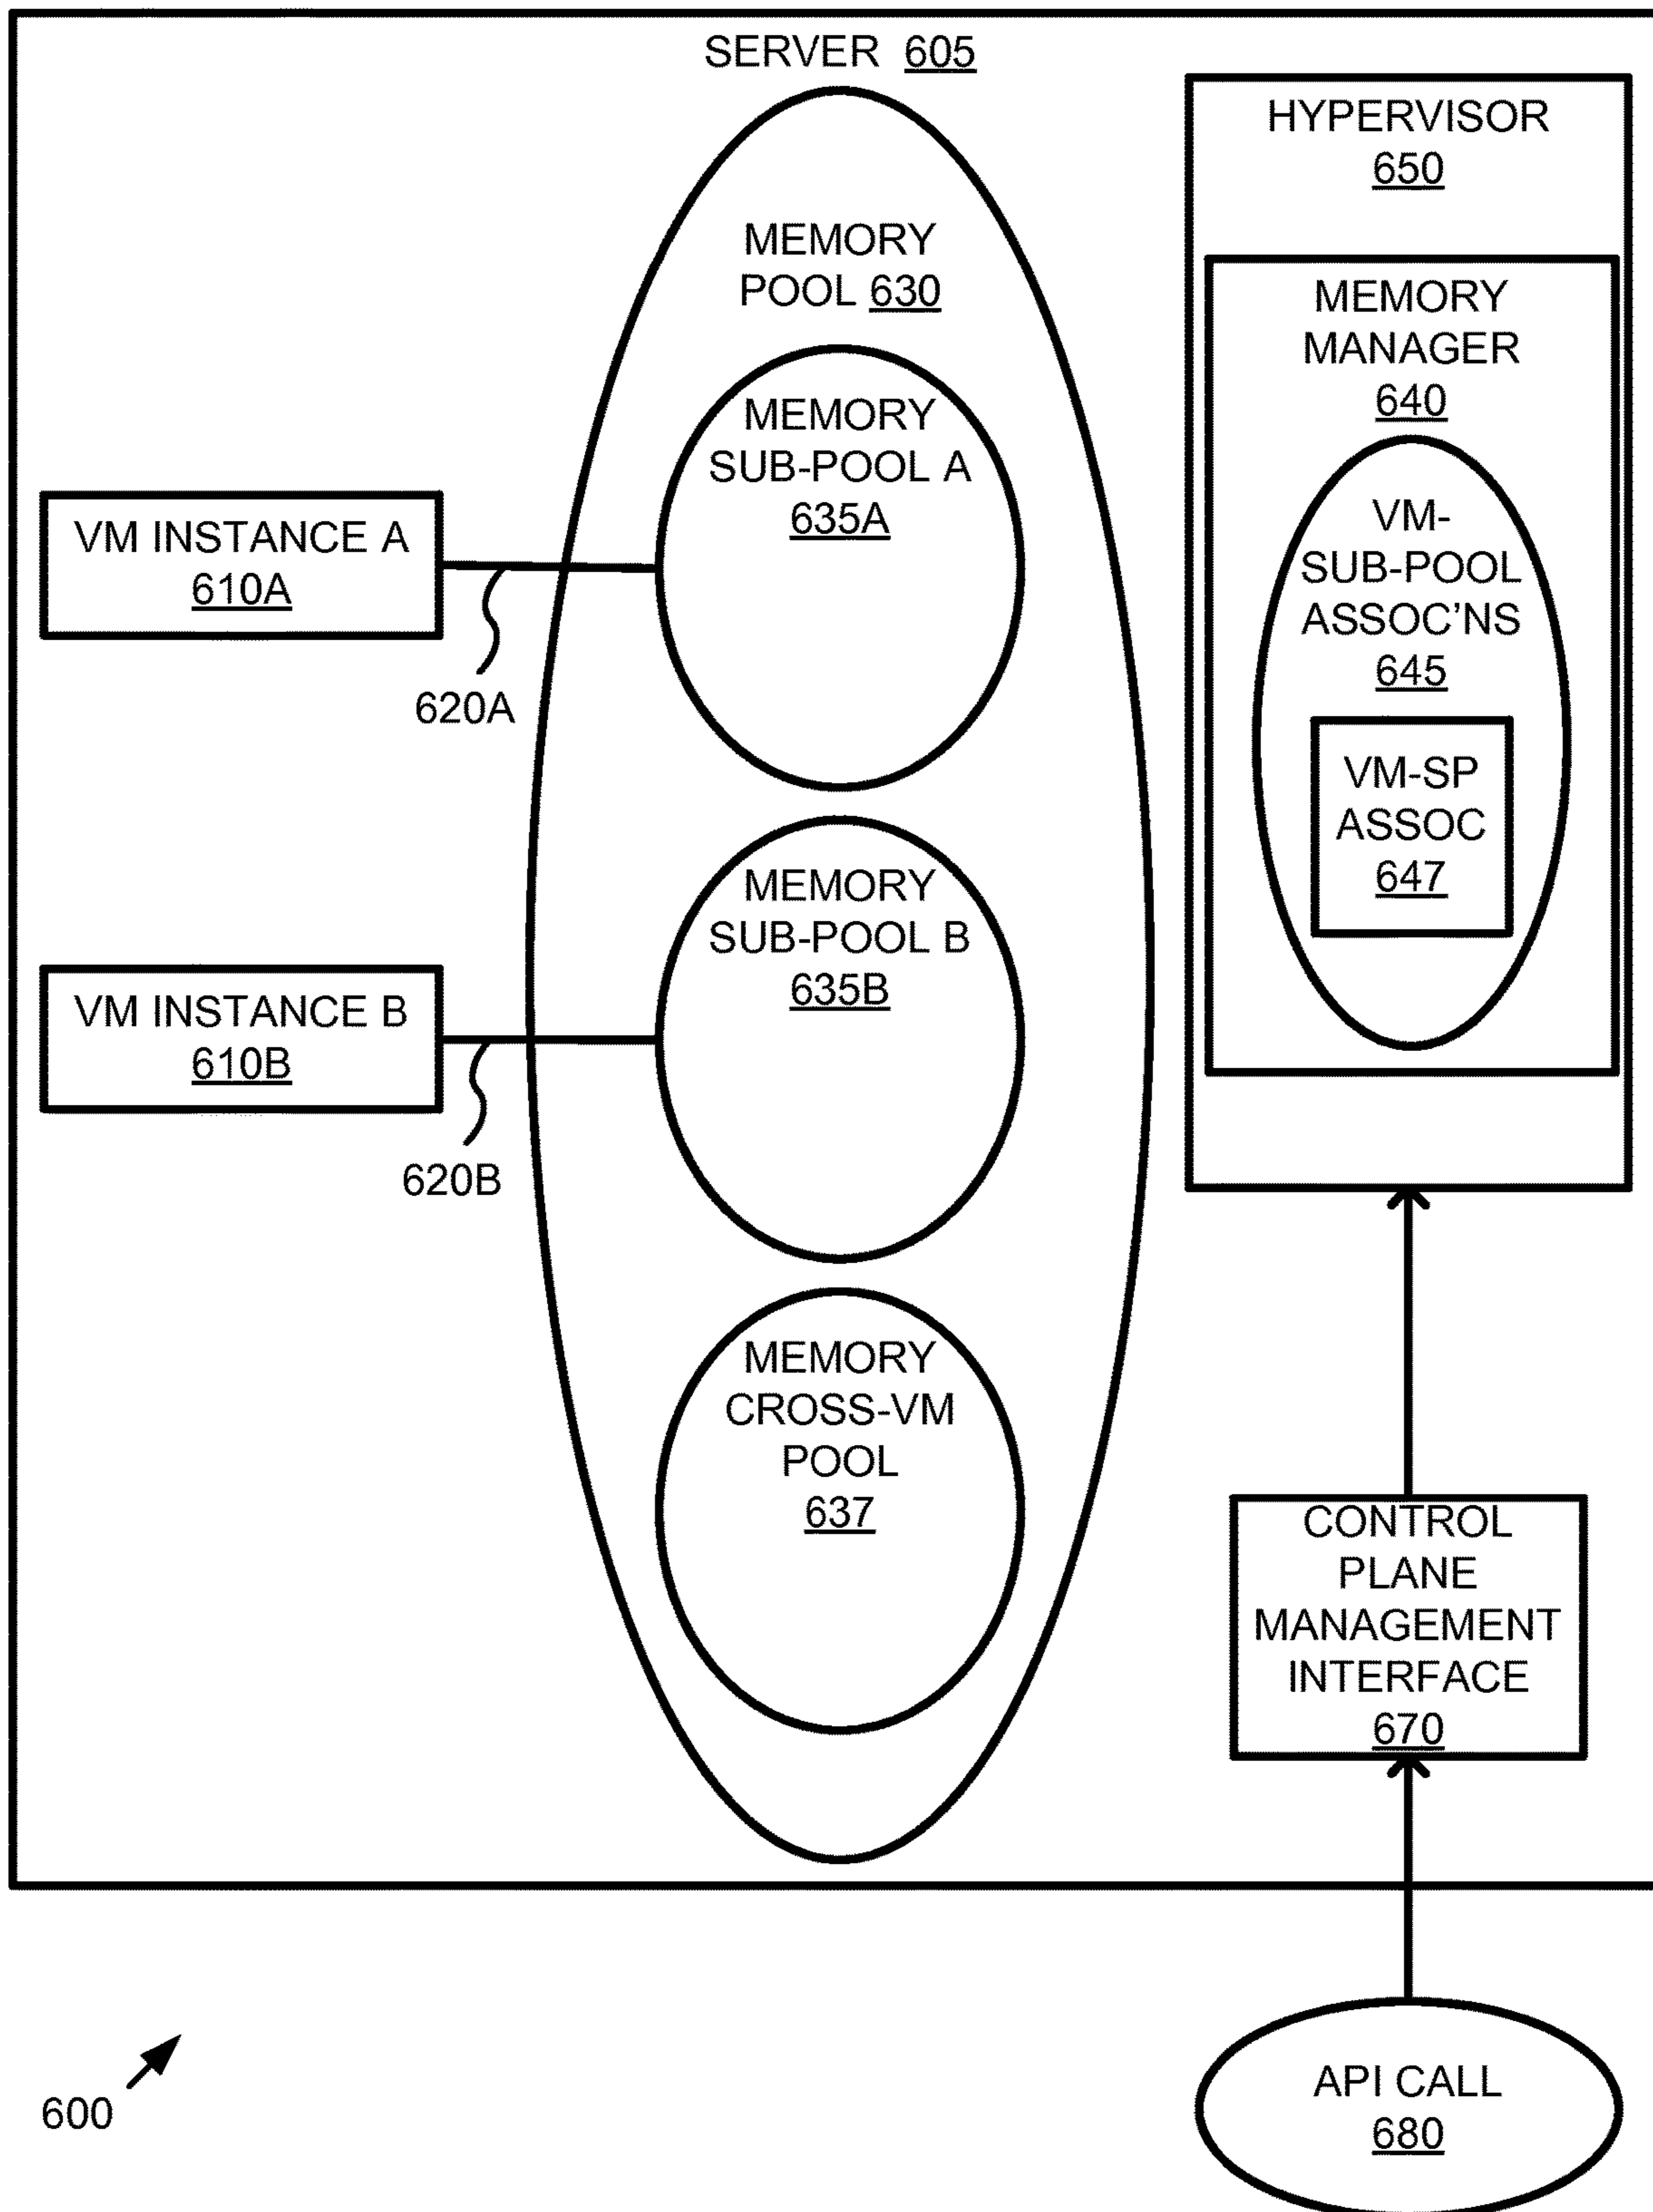 SERVER 605
HYPERVISOR
650
MEMORY
POOL 630
MEMORY
MANAGER
640
MEMORY
SUB-POOL A
635A
VM INSTANCE A
610A
620A
VM-
SUB-POOL
ASSOC'NS
645
VM-SP
ASSOC
647
MEMORY
SUB-POOL B
635B
VM INSTANCE B
610B
620B
MEMORY
CROSS-VM
POOL
637
CONTROL
PLANE
MANAGEMENT
INTERFACE
670
API CALL
680
600